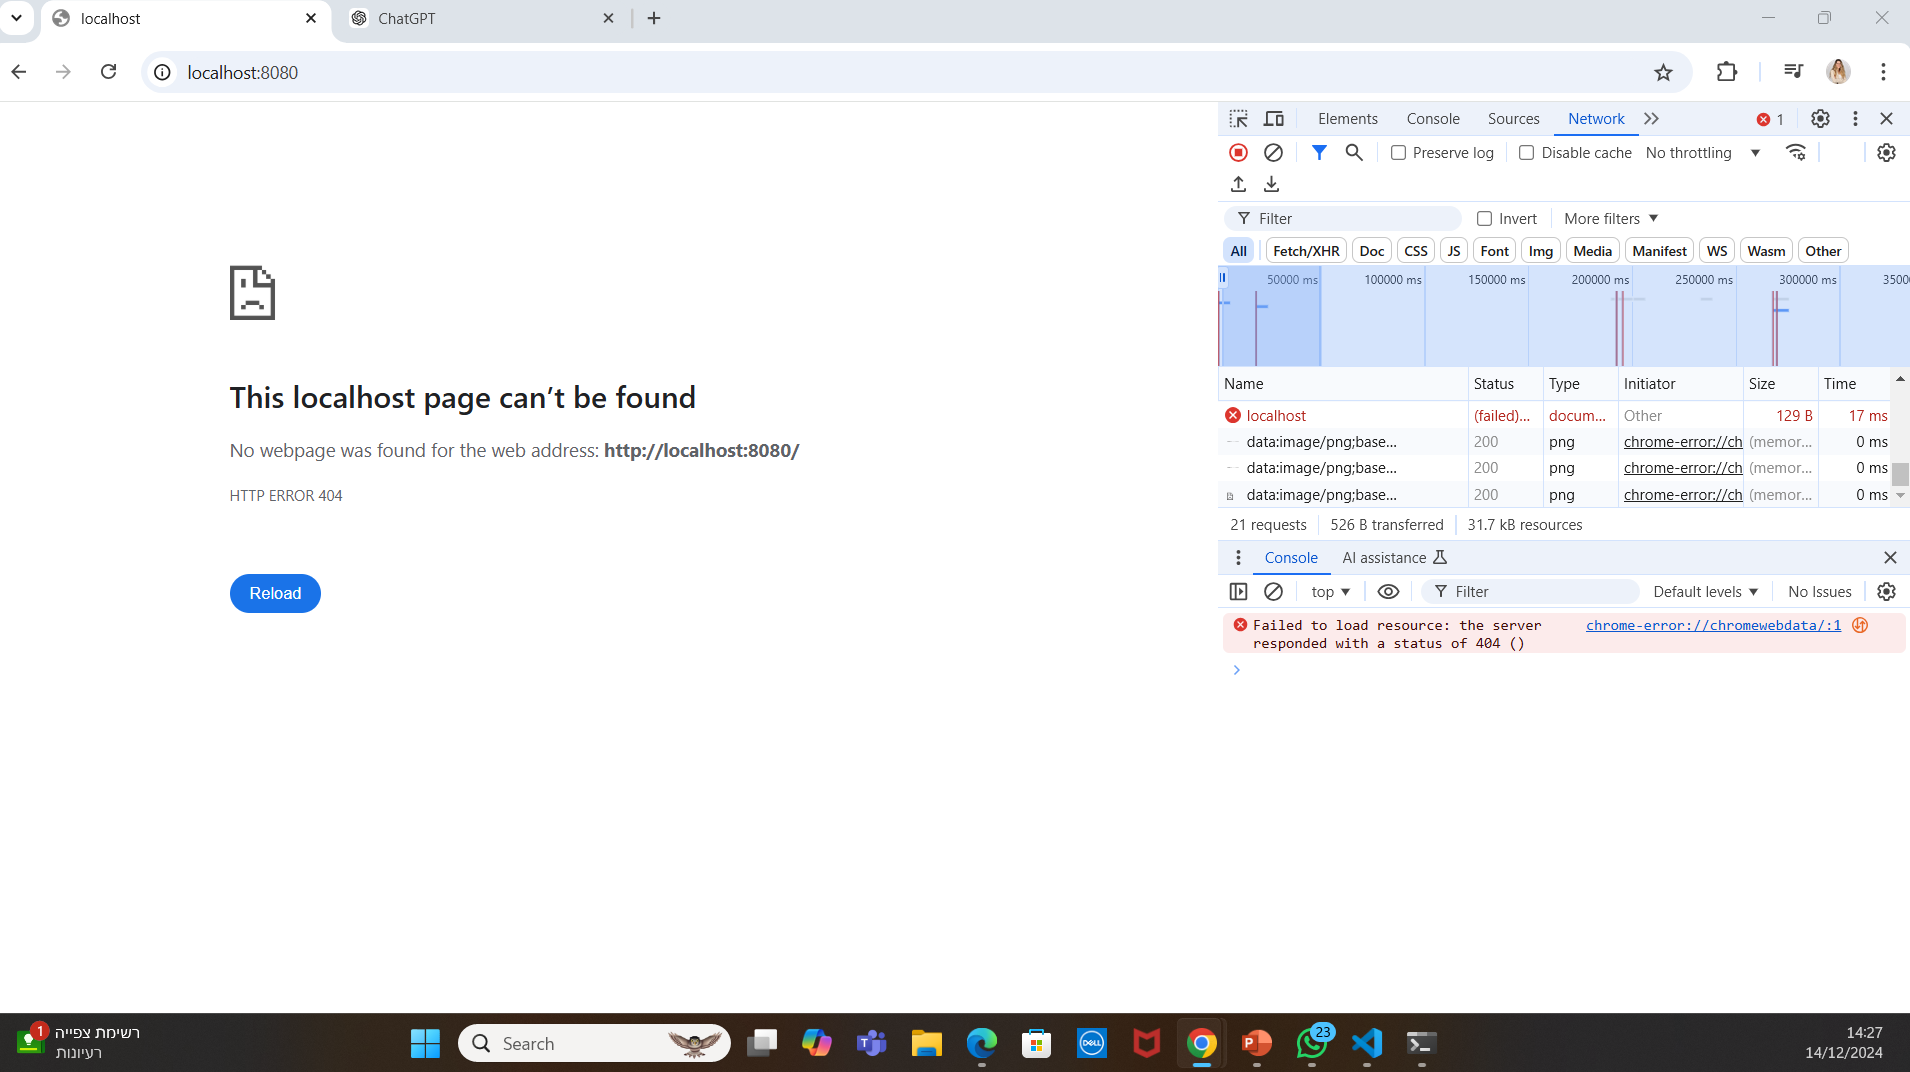 localhost
ChatGPT
localhost:8080
Elements Console Sources Network 1
Preserve log Disable cache No throttling
Filter Invert More filters
All Fetch/XHR Doc CSS JS Font Img Media Manifest WS Wasm Other
50000 ms 100000 ms 150000 ms 200000 ms 250000 ms 300000 ms 3500
Name Status Type Initiator Size Time
localhost (failed)... docum... Other 129 B 17 ms
data:image/png;base... 200 png chrome-error://ch (memor... 0 ms
data:image/png;base... 200 png chrome-error://ch (memor... 0 ms
data:image/png;base... 200 png chrome-error://ch (memor... 0 ms
21 requests 526 B transferred 31.7 kB resources
Console AI assistance
top Filter Default levels No Issues
Failed to load resource: the server chrome-error://chromewebdata/:1
responded with a status of 404 ()
This localhost page can’t be found
No webpage was found for the web address: http://localhost:8080/
HTTP ERROR 404
Reload
1
רשימת צפייה
רעיונות
Search
T
DELL
P
23
14:27
14/12/2024